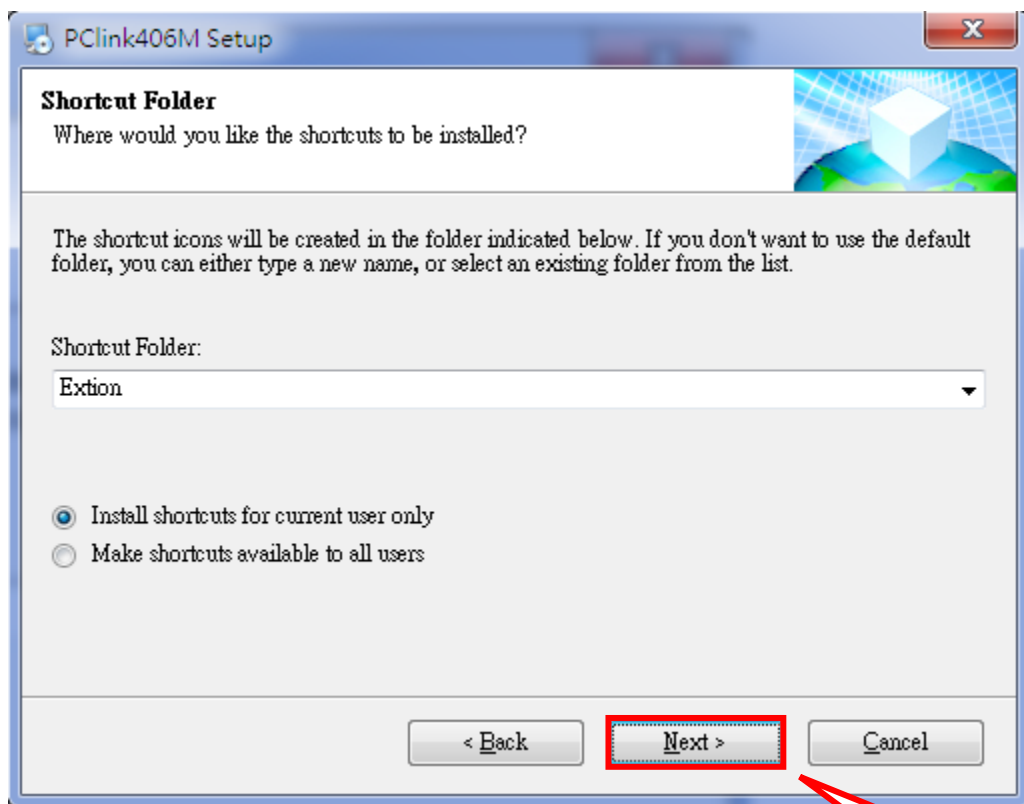 PClink406M Setup
Shortcut Folder
Where would you like the shortcuts to be installed?
The shortcut icons will be created in the folder indicated below. If you don't want to use the default
folder, you can either type a new name, or select an existing folder from the list.
Shortcut Folder:
Extion
Install shortcuts for current user only
Make shortcuts available to all users
< Back
Next >
Cancel